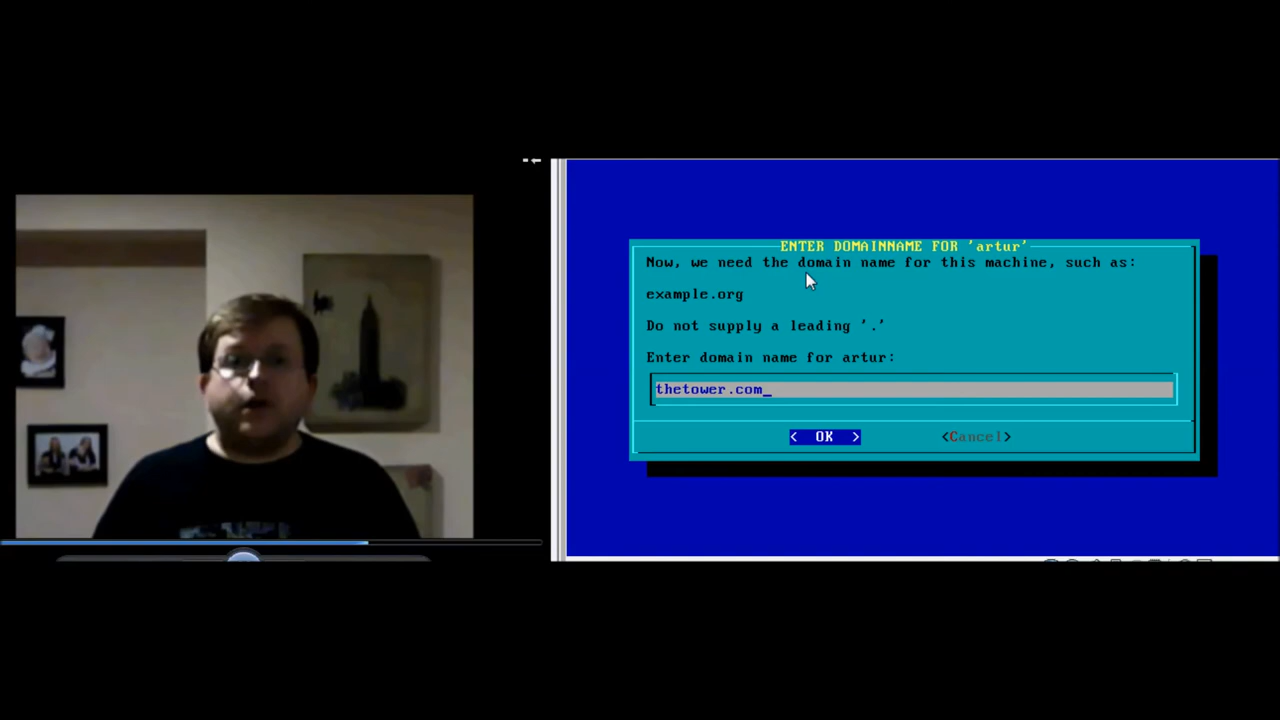 ENTER DOMAINNAME FOR 'artur'
Now, we need the domain name for this machine, such as:
example.org
Do not supply a leading '.'
Enter domain name for artur:
thetower.com_
< OK > <Cancel>